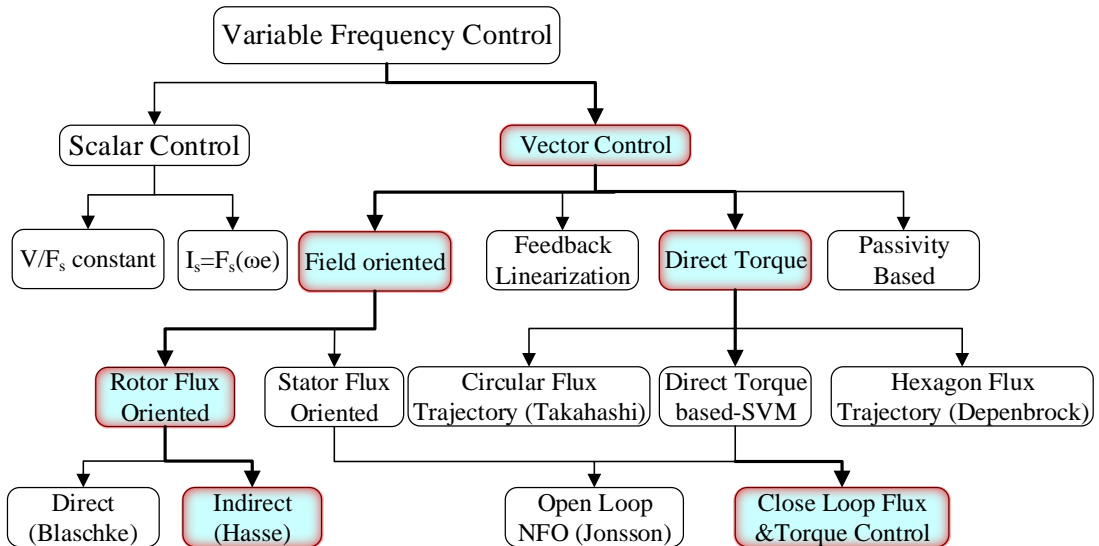 Variable Frequency Control
Scalar Control
Vector Control
V/Fs constant
Is=Fs(ωe)
Field oriented
Feedback
Linearization
Direct Torque
Passivity
Based
Rotor Flux
Oriented
Stator Flux
Oriented
Circular Flux
Trajectory (Takahashi)
Direct Torque
based-SVM
Hexagon Flux
Trajectory (Depenbrock)
Direct
(Blaschke)
Indirect
(Hasse)
Open Loop
NFO (Jonsson)
Close Loop Flux
&Torque Control